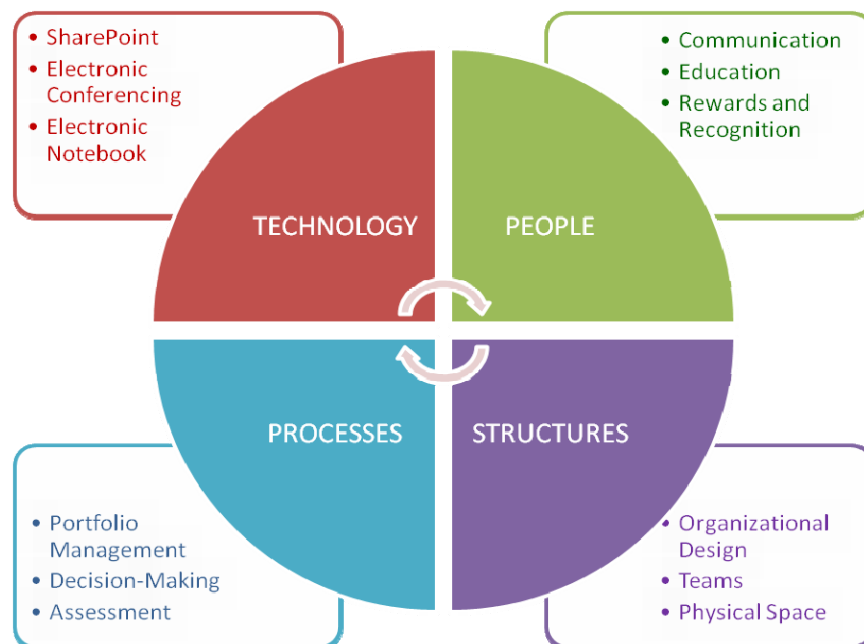 • SharePoint
• Electronic
Conferencing
• Electronic
Notebook
• Communication
• Education
• Rewards and
Recognition
TECHNOLOGY
PEOPLE
PROCESSES
STRUCTURES
• Portfolio
Management
• Decision-Making
• Assessment
• Organizational
Design
• Teams
• Physical Space